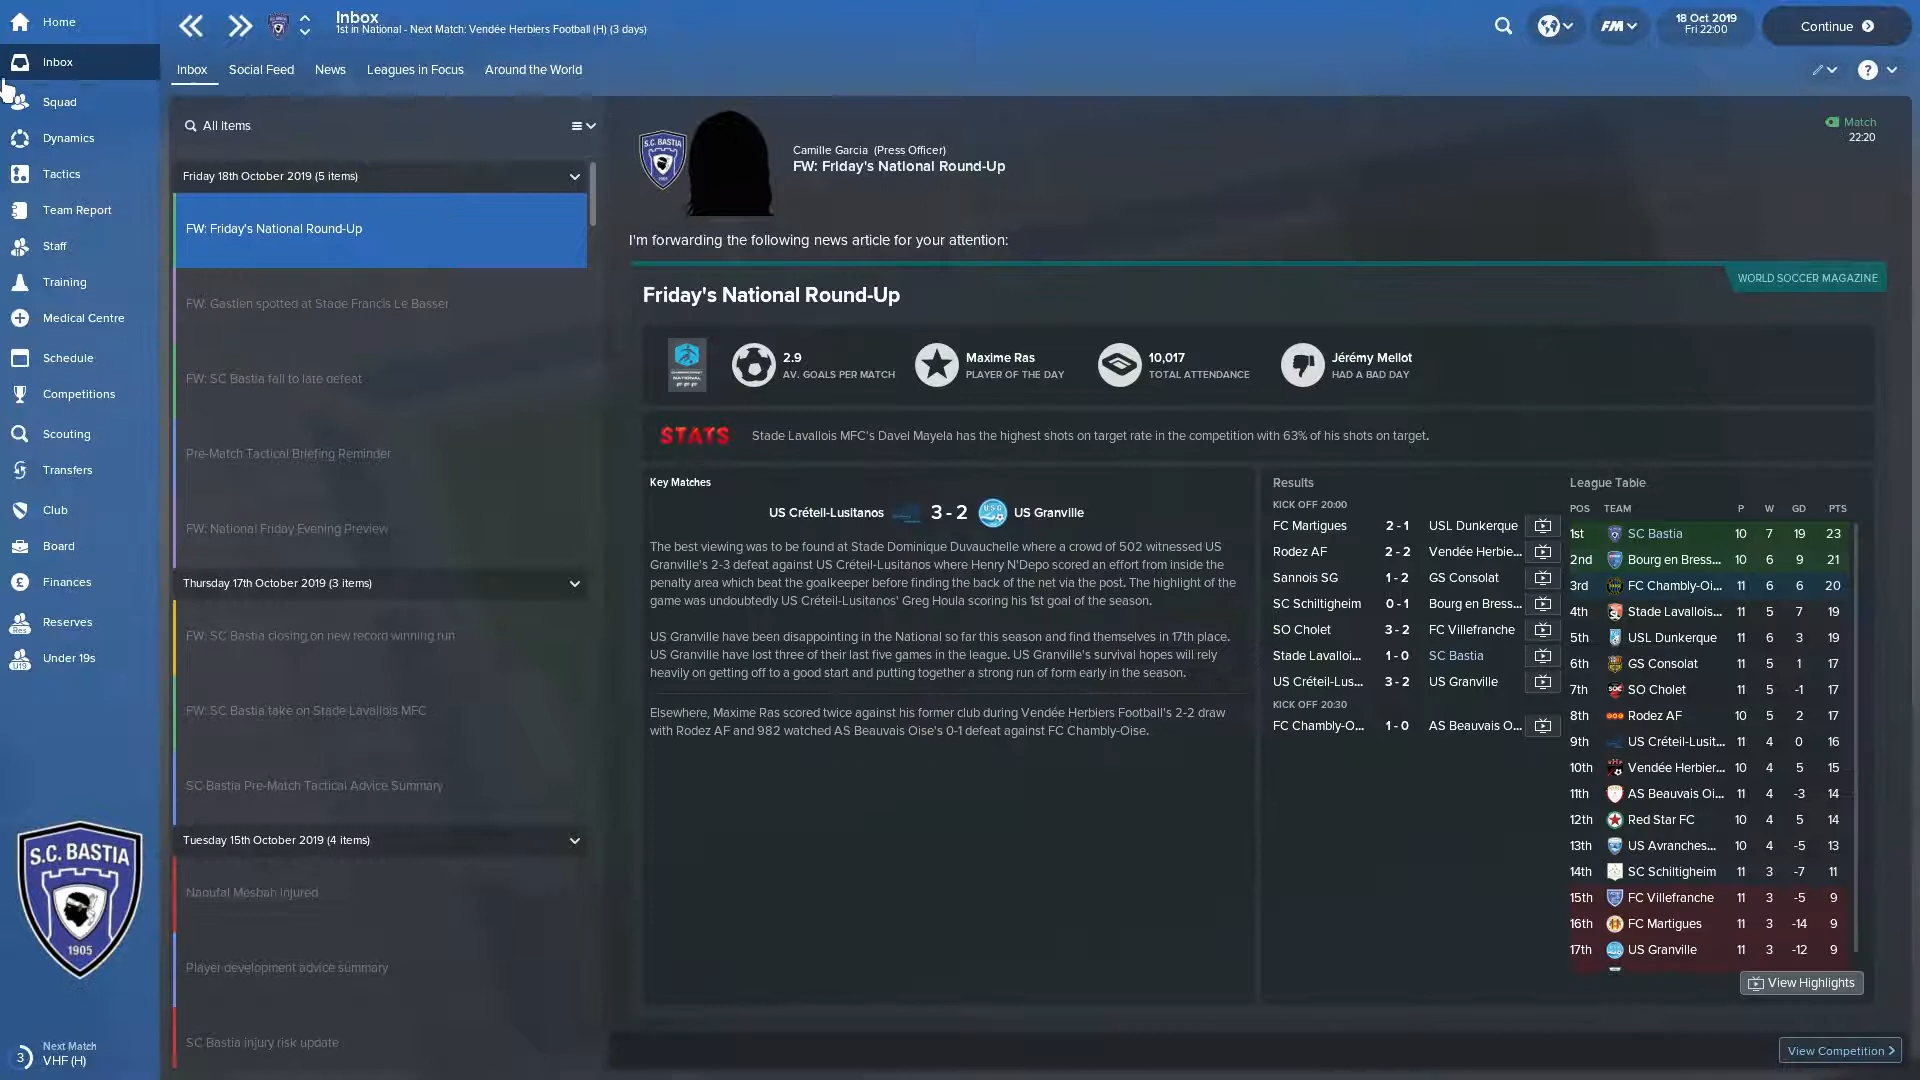 Home
Inbox
Squad
Dynamics
Tactics
Team Report
Staff
Training
Medical Centre
Schedule
Competitions
Scouting
Transfers
Club
Board
Finances
Res
Reserves
U19
Under 19s
S.C. BASTIA
1905
3
Next Match
VHF (H)
Inbox
1st in National - Next Match: Vendée Herbiers Football (H) (3 days)
FM
18 Oct 2019
Fri 22:00
Continue
Inbox Social Feed News Leagues in Focus Around the World
?
All Items
Friday 18th October 2019 (5 items)
FW: Friday's National Round-Up
FW: Gastien spotted at Stade Francis Le Basser
FW: SC Bastia fall to late defeat
Pre-Match Tactical Briefing Reminder
FW: National Friday Evening Preview
Thursday 17th October 2019 (3 items)
FW: SC Bastia closing on new record winning run
FW: SC Bastia take on Stade Lavallois MFC
SC Bastia Pre-Match Tactical Advice Summary
Tuesday 15th October 2019 (4 items)
Naoufal Mesbah injured
Player development advice summary
SC Bastia injury risk update
S.C. BASTIA
1905
Camille Garcia (Press Officer)
FW: Friday's National Round-Up
Match
22:20
I'm forwarding the following news article for your attention:
WORLD SOCCER MAGAZINE
Friday's National Round-Up
NATIONAL
FFF
2.9
AV. GOALS PER MATCH
Maxime Ras
PLAYER OF THE DAY
10,017
TOTAL ATTENDANCE
Jérémy Mellot
HAD A BAD DAY
STATS Stade Lavallois MFC's Davel Mayela has the highest shots on target rate in the competition with 63% of his shots on target.
Key Matches
US Créteil-Lusitanos 3 - 2 US Granville
The best viewing was to be found at Stade Dominique Duvauchelle where a crowd of 502 witnessed US
Granville's 2-3 defeat against US Créteil-Lusitanos where Henry N'Depo scored an effort from inside the
penalty area which beat the goalkeeper before finding the back of the net via the post. The highlight of the
game was undoubtedly US Créteil-Lusitanos' Greg Houla scoring his 1st goal of the season.
US Granville have been disappointing in the National so far this season and find themselves in 17th place.
US Granville have lost three of their last five games in the league. US Granville's survival hopes will rely
heavily on getting off to a good start and putting together a strong run of form early in the season.
Elsewhere, Maxime Ras scored twice against his former club during Vendée Herbiers Football's 2-2 draw
with Rodez AF and 982 watched AS Beauvais Oise's 0-1 defeat against FC Chambly-Oise.
Results
KICK OFF 20:00
FC Martigues 2 - 1 USL Dunkerque
Rodez AF 2 - 2 Vendée Herbie...
Sannois SG 1 - 2 GS Consolat
SC Schiltigheim 0 - 1 Bourg en Bress...
SO Cholet 3 - 2 FC Villefranche
Stade Lavalloi... 1 - 0 SC Bastia
US Créteil-Lus... 3 - 2 US Granville
KICK OFF 20:30
FC Chambly-O... 1 - 0 AS Beauvais O...
League Table
POS TEAM P W GD PTS
1st SC Bastia 10 7 19 23
2nd Bourg en Bress... 10 6 9 21
3rd FC Chambly-Oi... 11 6 6 20
4th Stade Lavallois... 11 5 7 19
5th USL Dunkerque 11 6 3 19
6th GS Consolat 11 5 1 17
7th SO Cholet 11 5 -1 17
8th Rodez AF 10 5 2 17
9th US Créteil-Lusit... 11 4 0 16
10th Vendée Herbier... 10 4 5 15
11th AS Beauvais Oi... 11 4 -3 14
12th Red Star FC 10 4 5 14
13th US Avranches... 10 4 -5 13
14th SC Schiltigheim 11 3 -7 11
15th FC Villefranche 11 3 -5 9
16th FC Martigues 11 3 -14 9
17th US Granville 11 3 -12 9
View Highlights
View Competition